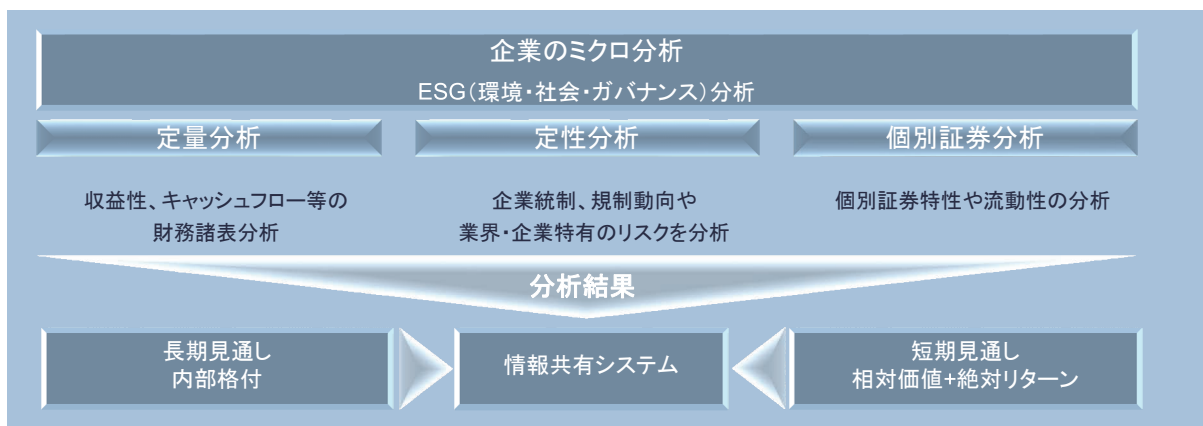 企業のミクロ分析
ESG(環境・社会・ガバナンス)分析
定量分析
定性分析
個別証券分析
収益性、キャッシュフロー等の
財務諸表分析
企業統制、規制動向や
業界・企業特有のリスクを分析
個別証券特性や流動性の分析
分析結果
長期見通し
内部格付
情報共有システム
短期見通し
相対価値+絶対リターン